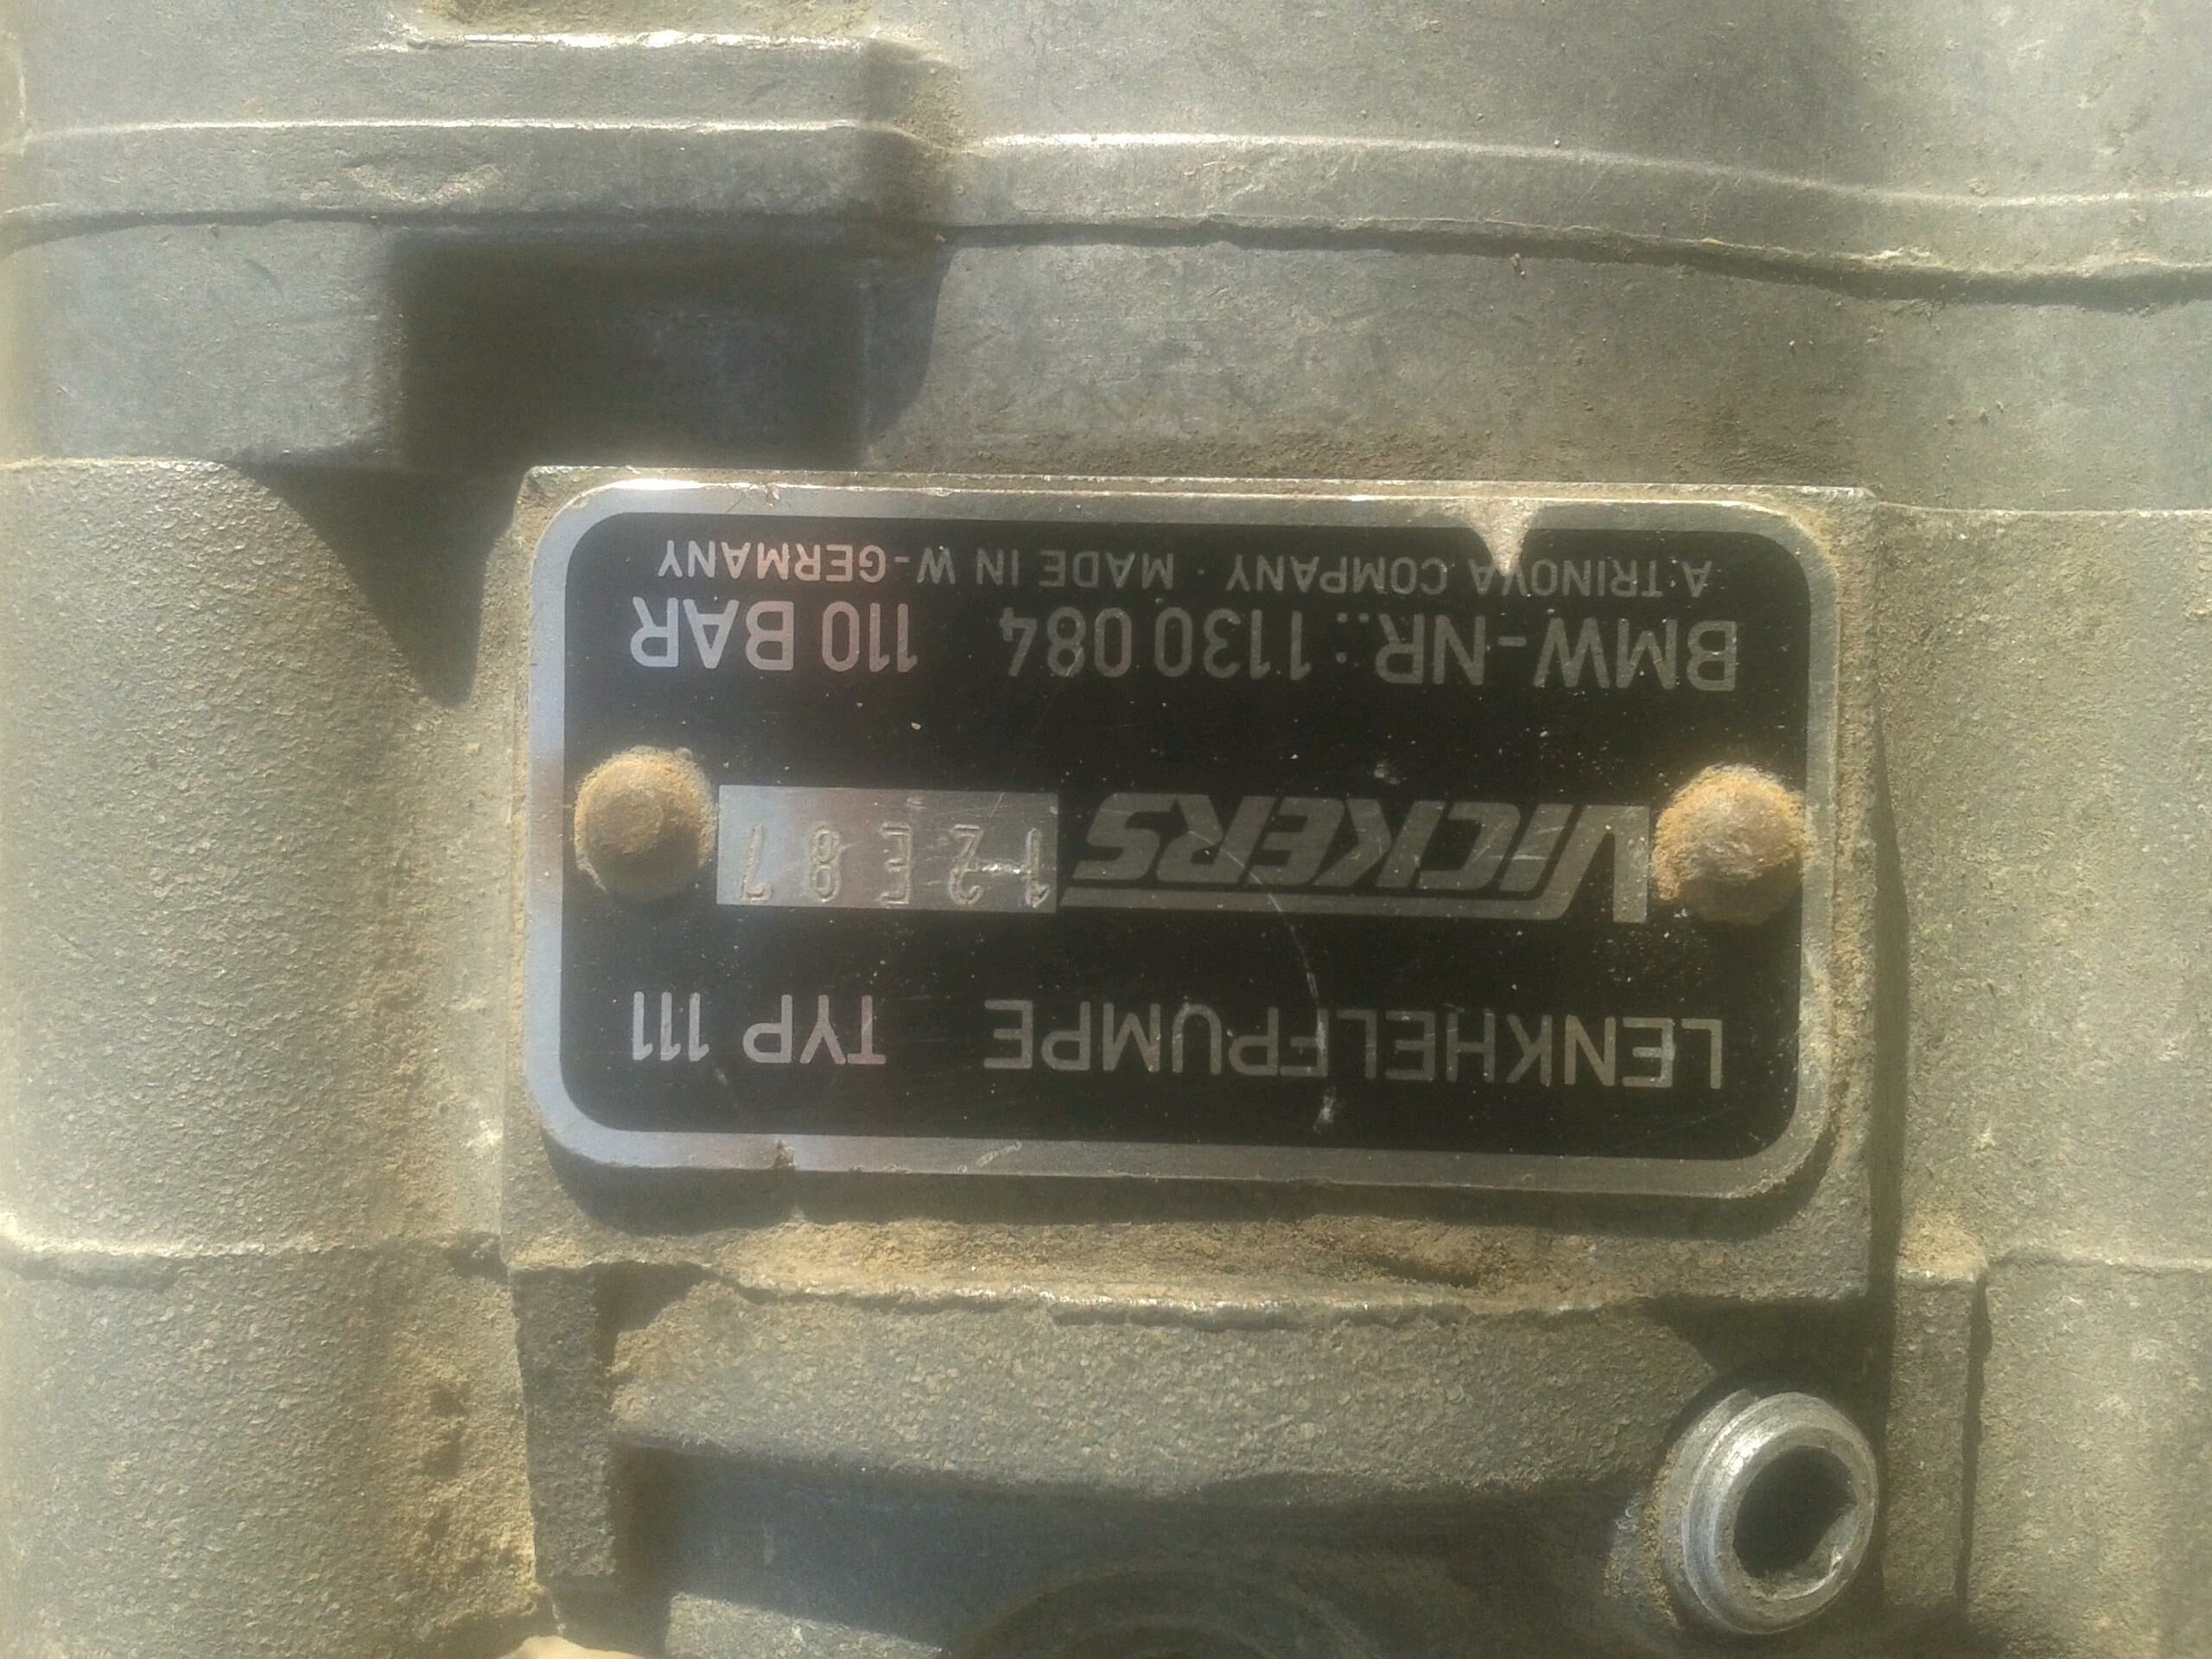 LENKHELFPUMPE TYP 111
VICKERS 12E87
BMW-NR.: 1130 084 110 BAR
A TRINOVA COMPANY · MADE IN W-GERMANY